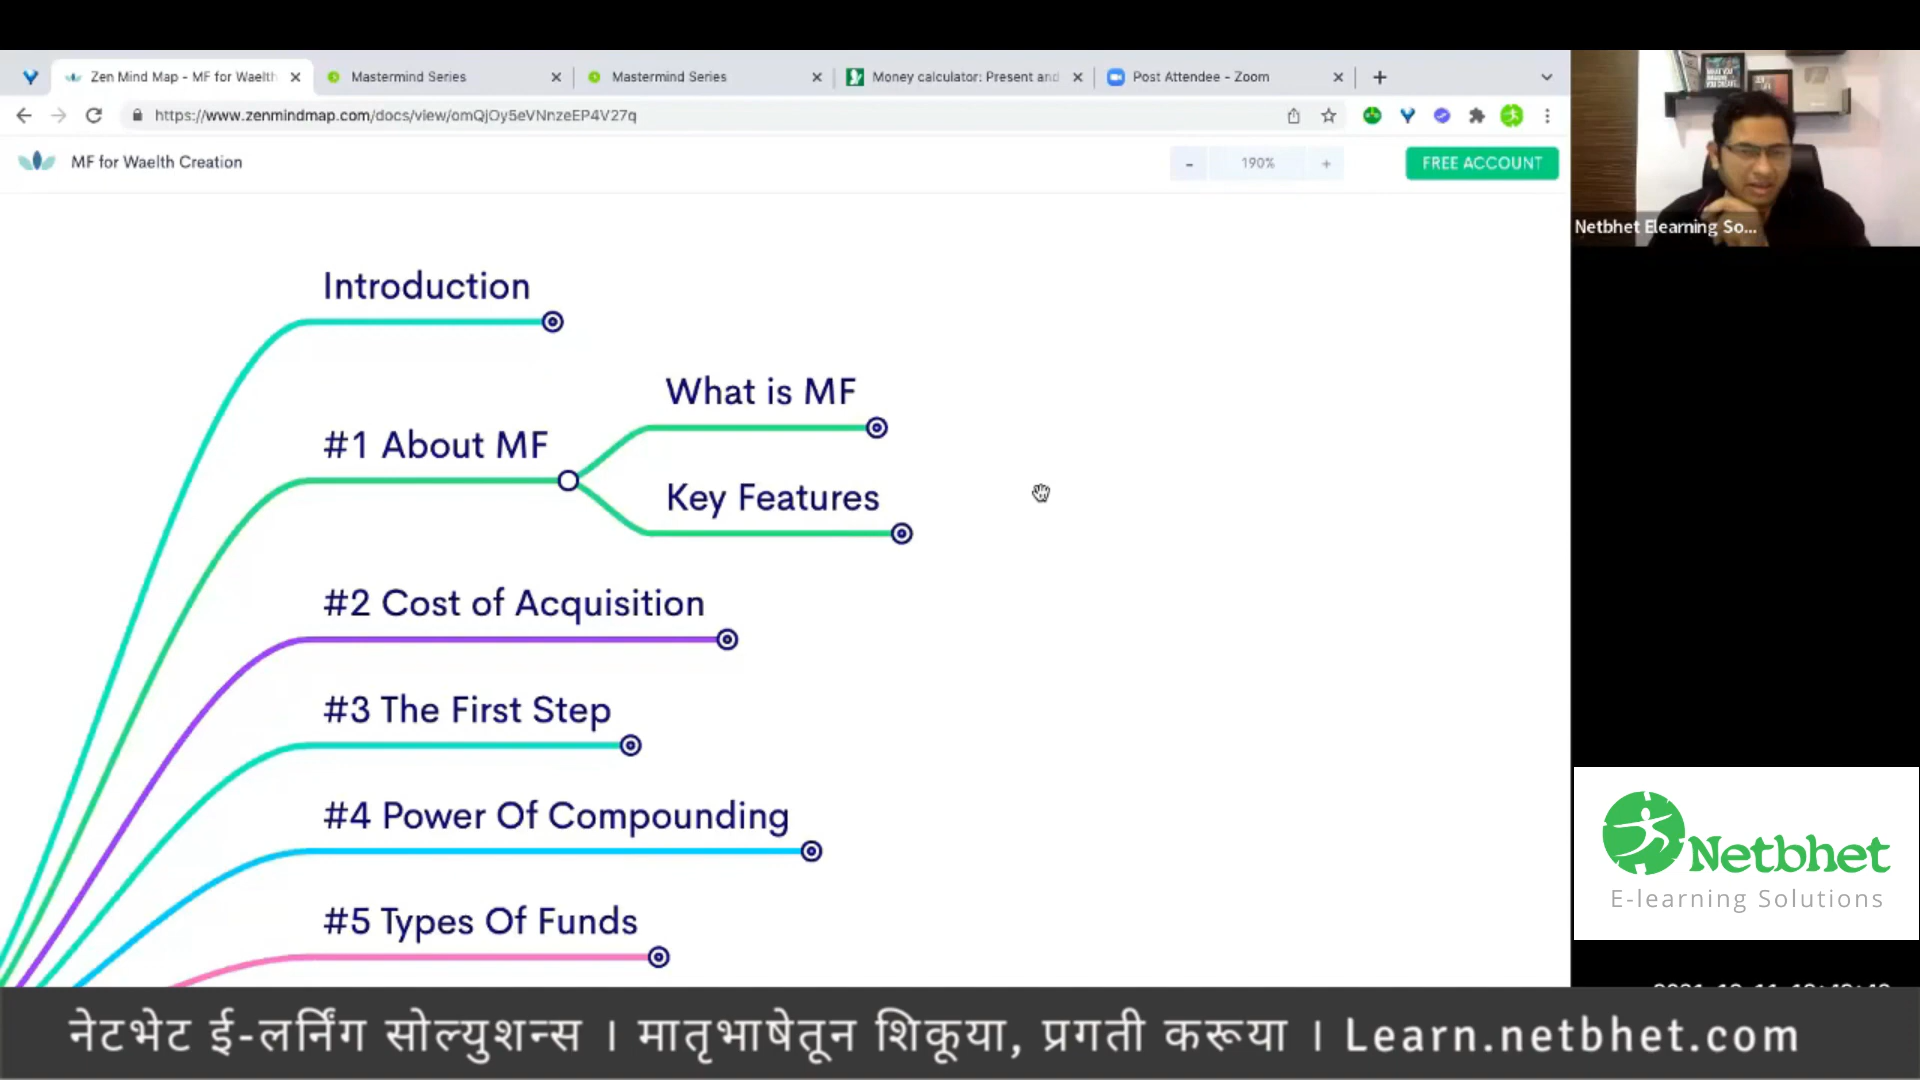 Zen Mind Map - MF for Waelth
Mastermind Series
Mastermind Series
Money calculator: Present and
Post Attendee - Zoom
https://www.zenmindmap.com/docs/view/omQjOy5eVNnzeEP4V27q
MF for Waelth Creation
- 190% +
FREE ACCOUNT
Netbhet Elearning So...
Introduction
What is MF
#1 About MF
Key Features
#2 Cost of Acquisition
#3 The First Step
#4 Power Of Compounding
#5 Types Of Funds
Netbhet
E-learning Solutions
नेटभेट ई-लर्निंग सोल्युशन्स । मातृभाषेतून शिकूया, प्रगती करूया । Learn.netbhet.com